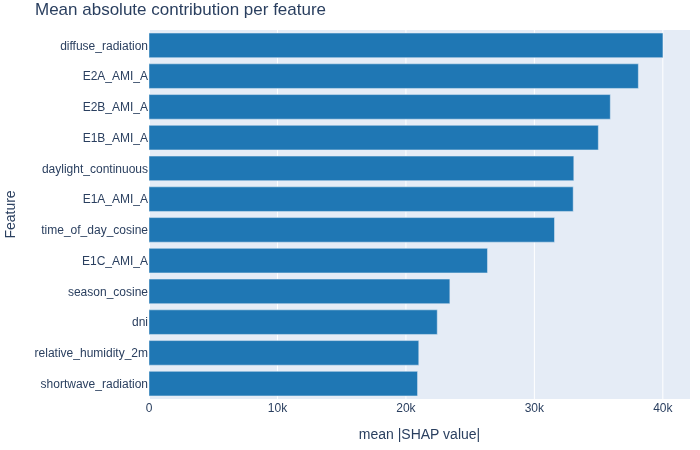 Mean absolute contribution per feature
diffuse_radiation
E2A_AMI_A
E2B_AMI_A
E1B_AMI_A
daylight_continuous
E1A_AMI_A
time_of_day_cosine
E1C_AMI_A
season_cosine
dni
relative_humidity_2m
shortwave_radiation
Feature
0 10k 20k 30k 40k
mean |SHAP value|